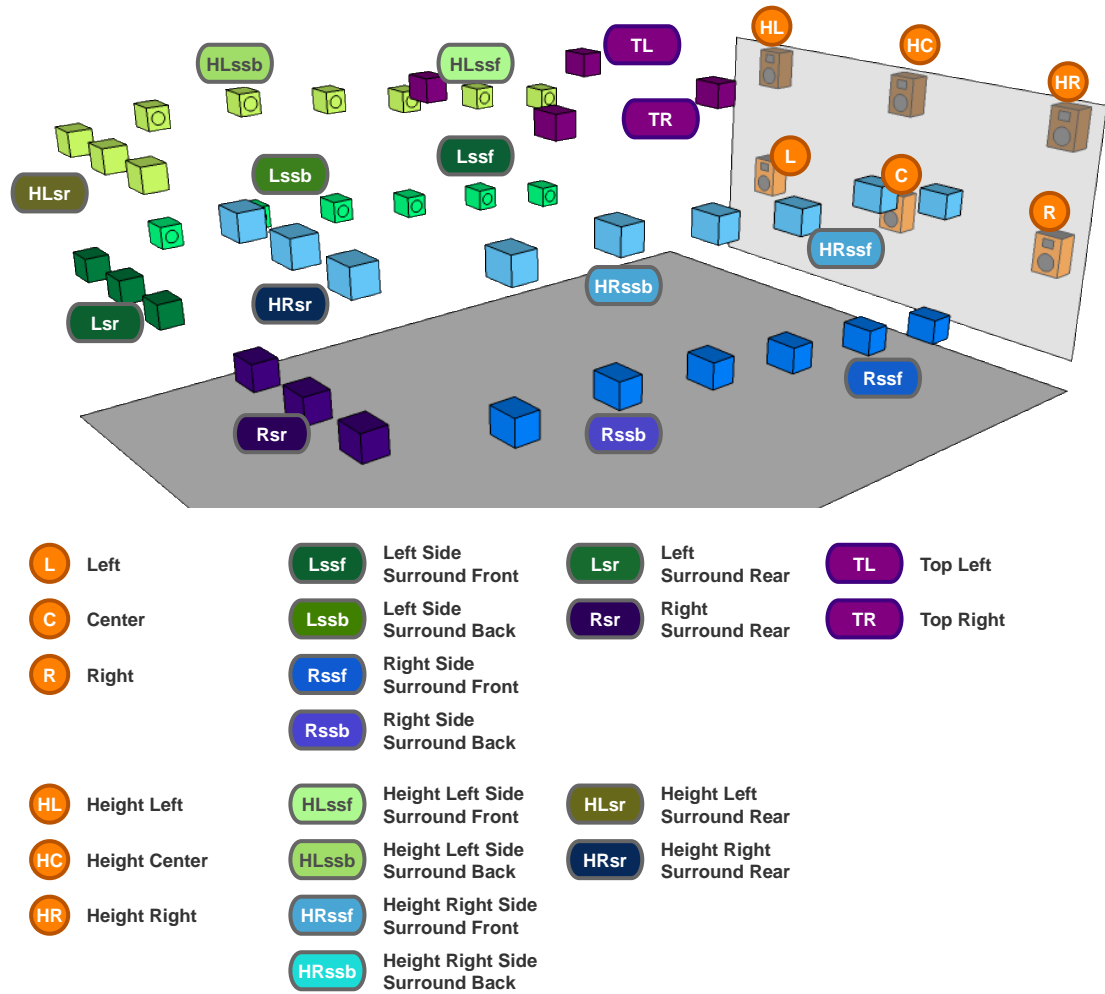 HL
HC
HR
TL
TR
HLssb
HLssf
L
C
R
Lssb
Lssf
HLsr
HRssf
HRssb
HRsr
Lsr
Rssf
Rssb
Rsr
L Left
C Center
R Right
Lssf Left Side
Surround Front
Lssb Left Side
Surround Back
Rssf Right Side
Surround Front
Rssb Right Side
Surround Back
Lsr Left
Surround Rear
Rsr Right
Surround Rear
TL Top Left
TR Top Right
HL Height Left
HC Height Center
HR Height Right
HLssf Height Left Side
Surround Front
HLssb Height Left Side
Surround Back
HRssf Height Right Side
Surround Front
HRssb Height Right Side
Surround Back
HLsr Height Left
Surround Rear
HRsr Height Right
Surround Rear